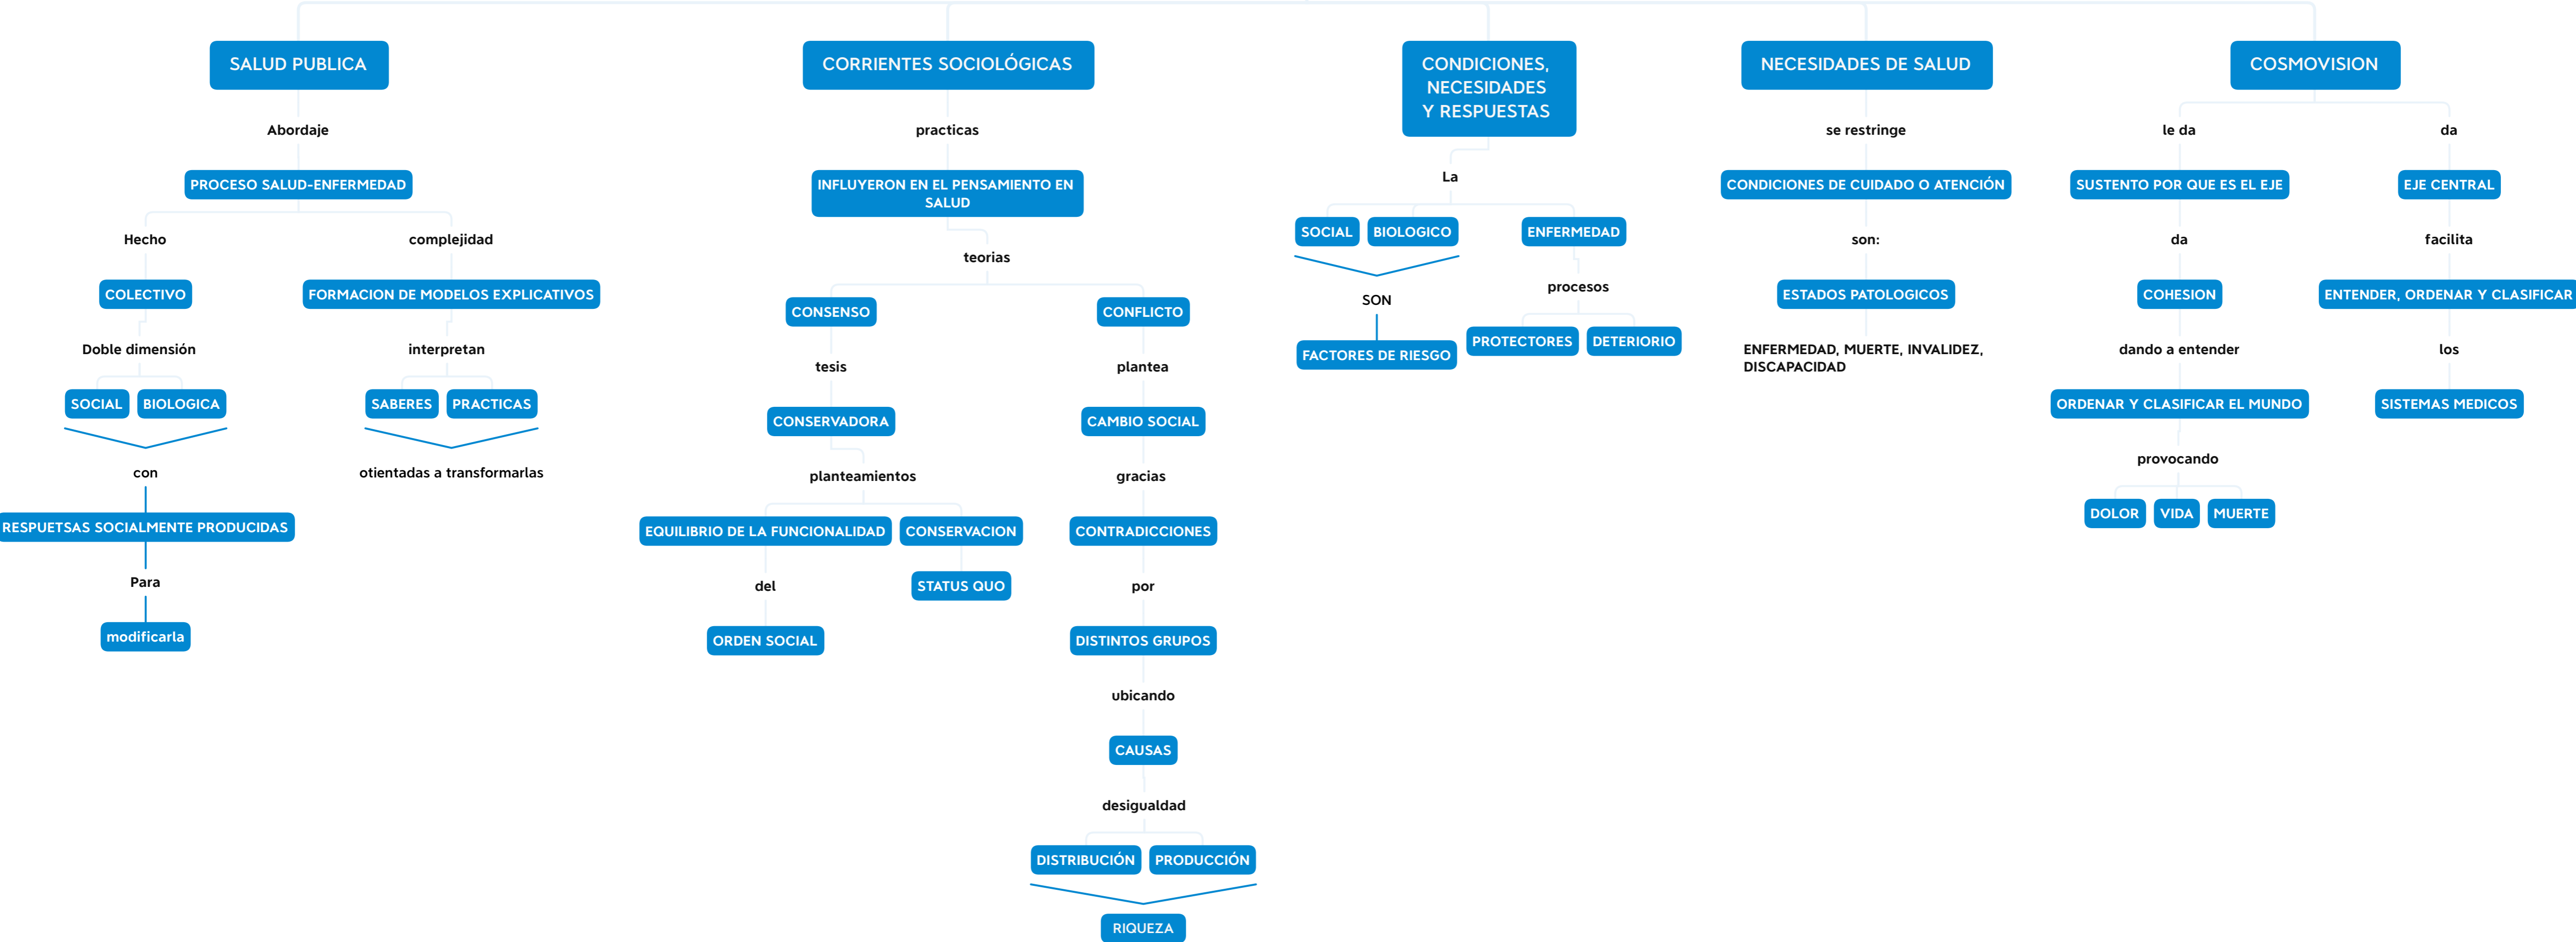 SALUD PUBLICA
Abordaje
PROCESO SALUD-ENFERMEDAD
Hecho
COLECTIVO
Doble dimensión
SOCIAL
BIOLOGICA
con
RESPUETSAS SOCIALMENTE PRODUCIDAS
Para
modificarla
complejidad
FORMACION DE MODELOS EXPLICATIVOS
interpretan
SABERES
PRACTICAS
otientadas a transformarlas
CORRIENTES SOCIOLÓGICAS
practicas
INFLUYERON EN EL PENSAMIENTO EN
SALUD
teorias
CONSENSO
tesis
CONSERVADORA
planteamientos
EQUILIBRIO DE LA FUNCIONALIDAD
del
ORDEN SOCIAL
CONSERVACION
STATUS QUO
CONFLICTO
plantea
CAMBIO SOCIAL
gracias
CONTRADICCIONES
por
DISTINTOS GRUPOS
ubicando
CAUSAS
desigualdad
DISTRIBUCIÓN
PRODUCCIÓN
RIQUEZA
CONDICIONES,
NECESIDADES
Y RESPUESTAS
La
SOCIAL
BIOLOGICO
SON
FACTORES DE RIESGO
ENFERMEDAD
procesos
PROTECTORES
DETERIORIO
NECESIDADES DE SALUD
se restringe
CONDICIONES DE CUIDADO O ATENCIÓN
son:
ESTADOS PATOLOGICOS
ENFERMEDAD, MUERTE, INVALIDEZ,
DISCAPACIDAD
COSMOVISION
le da
SUSTENTO POR QUE ES EL EJE
da
COHESION
dando a entender
ORDENAR Y CLASIFICAR EL MUNDO
provocando
DOLOR
VIDA
MUERTE
da
EJE CENTRAL
facilita
ENTENDER, ORDENAR Y CLASIFICAR
los
SISTEMAS MEDICOS